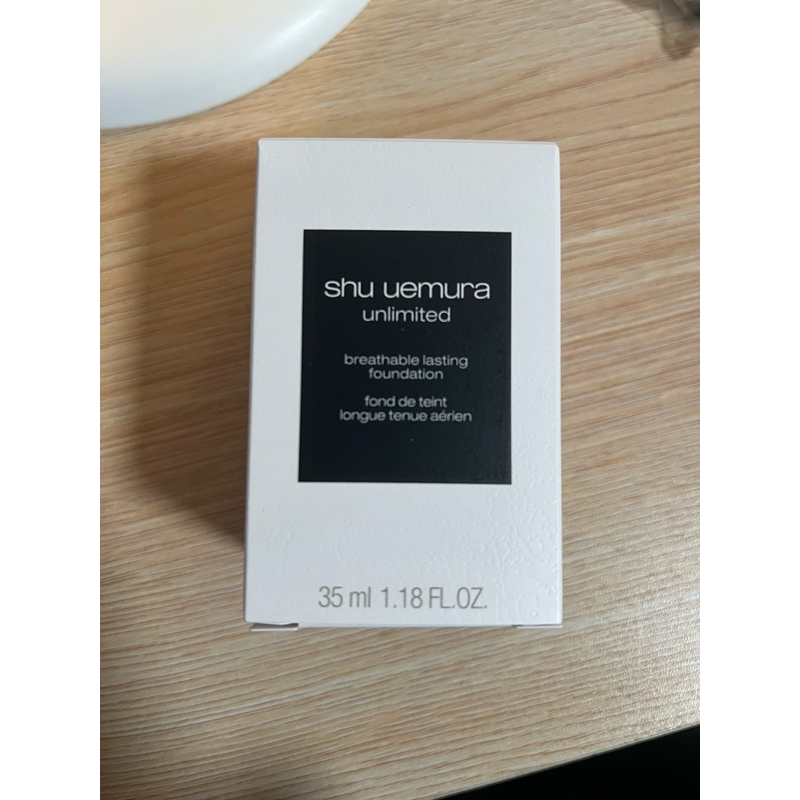 shu uemura
unlimited
breathable lasting
foundation
fond de teint
longue tenue aérien
35 ml 1.18 FL.OZ.